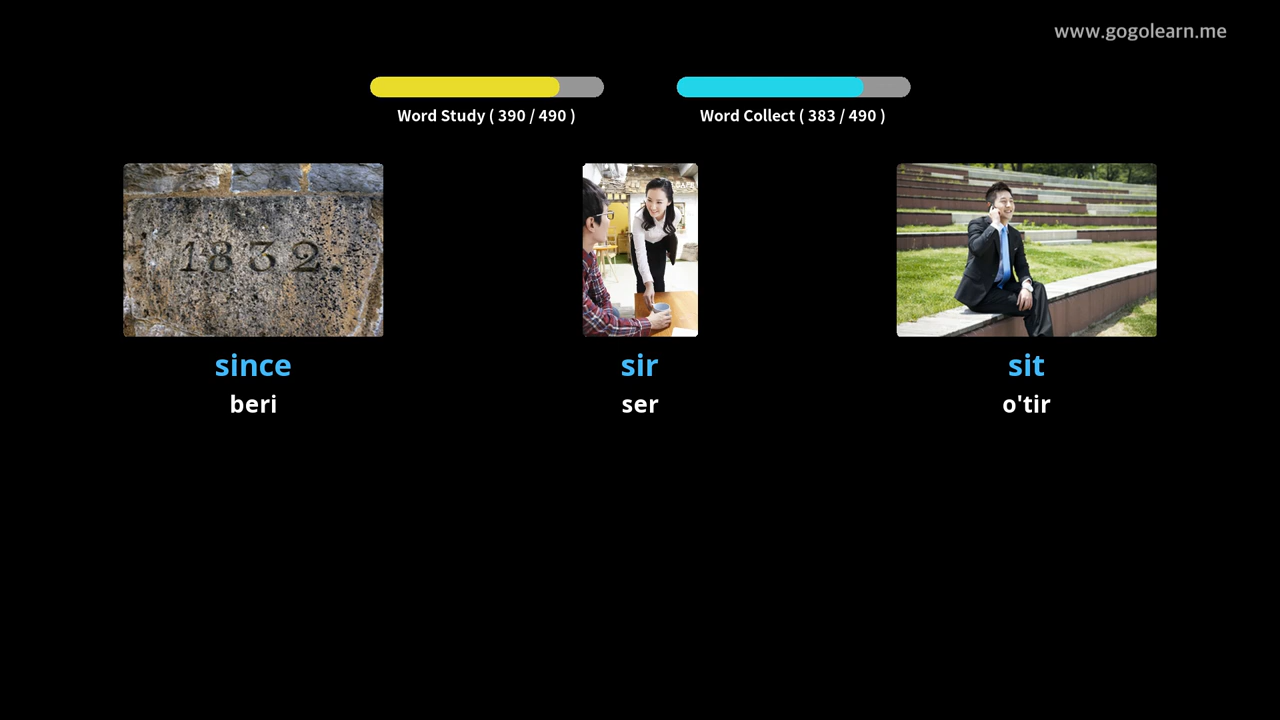 www.gogolearn.me
Word Study ( 390 / 490 )
Word Collect ( 383 / 490 )
1832.
since
sir
sit
beri
ser
o'tir